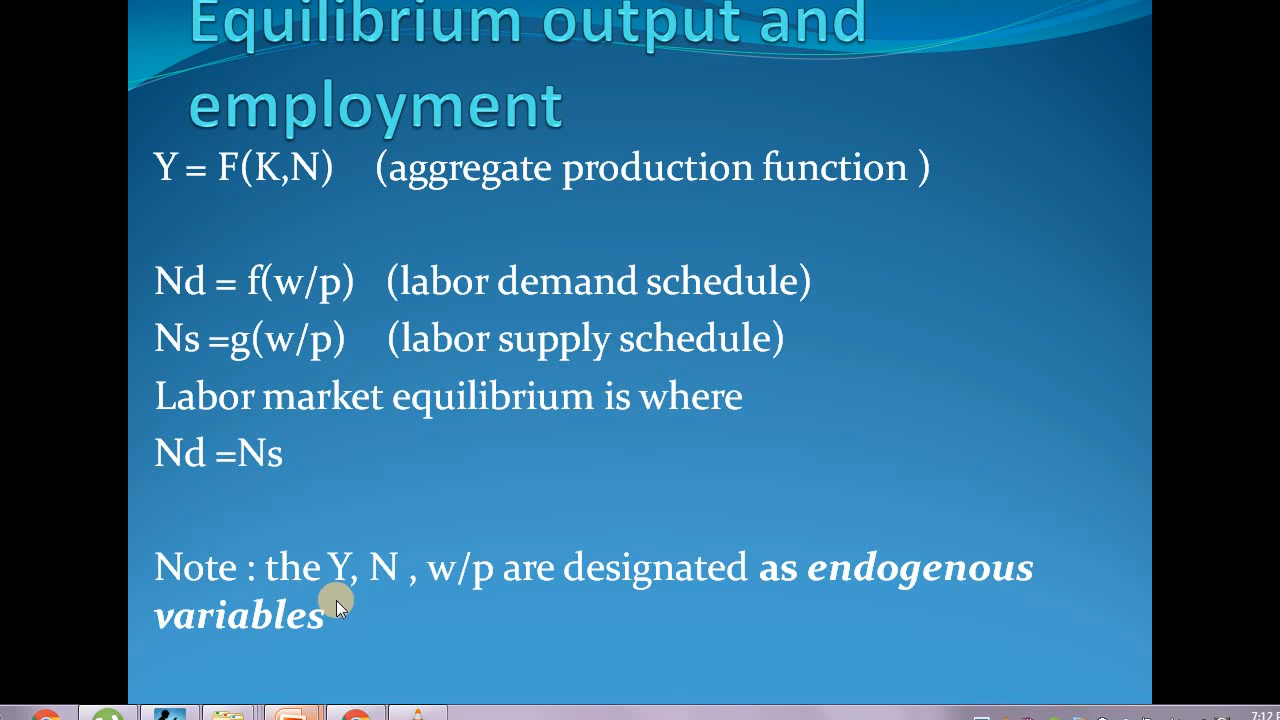 Equilibrium output and
employment
Y = F(K,N) (aggregate production function )
Nd = f(w/p) (labor demand schedule)
Ns =g(w/p) (labor supply schedule)
Labor market equilibrium is where
Nd =Ns
Note : the Y, N , w/p are designated as endogenous
variables